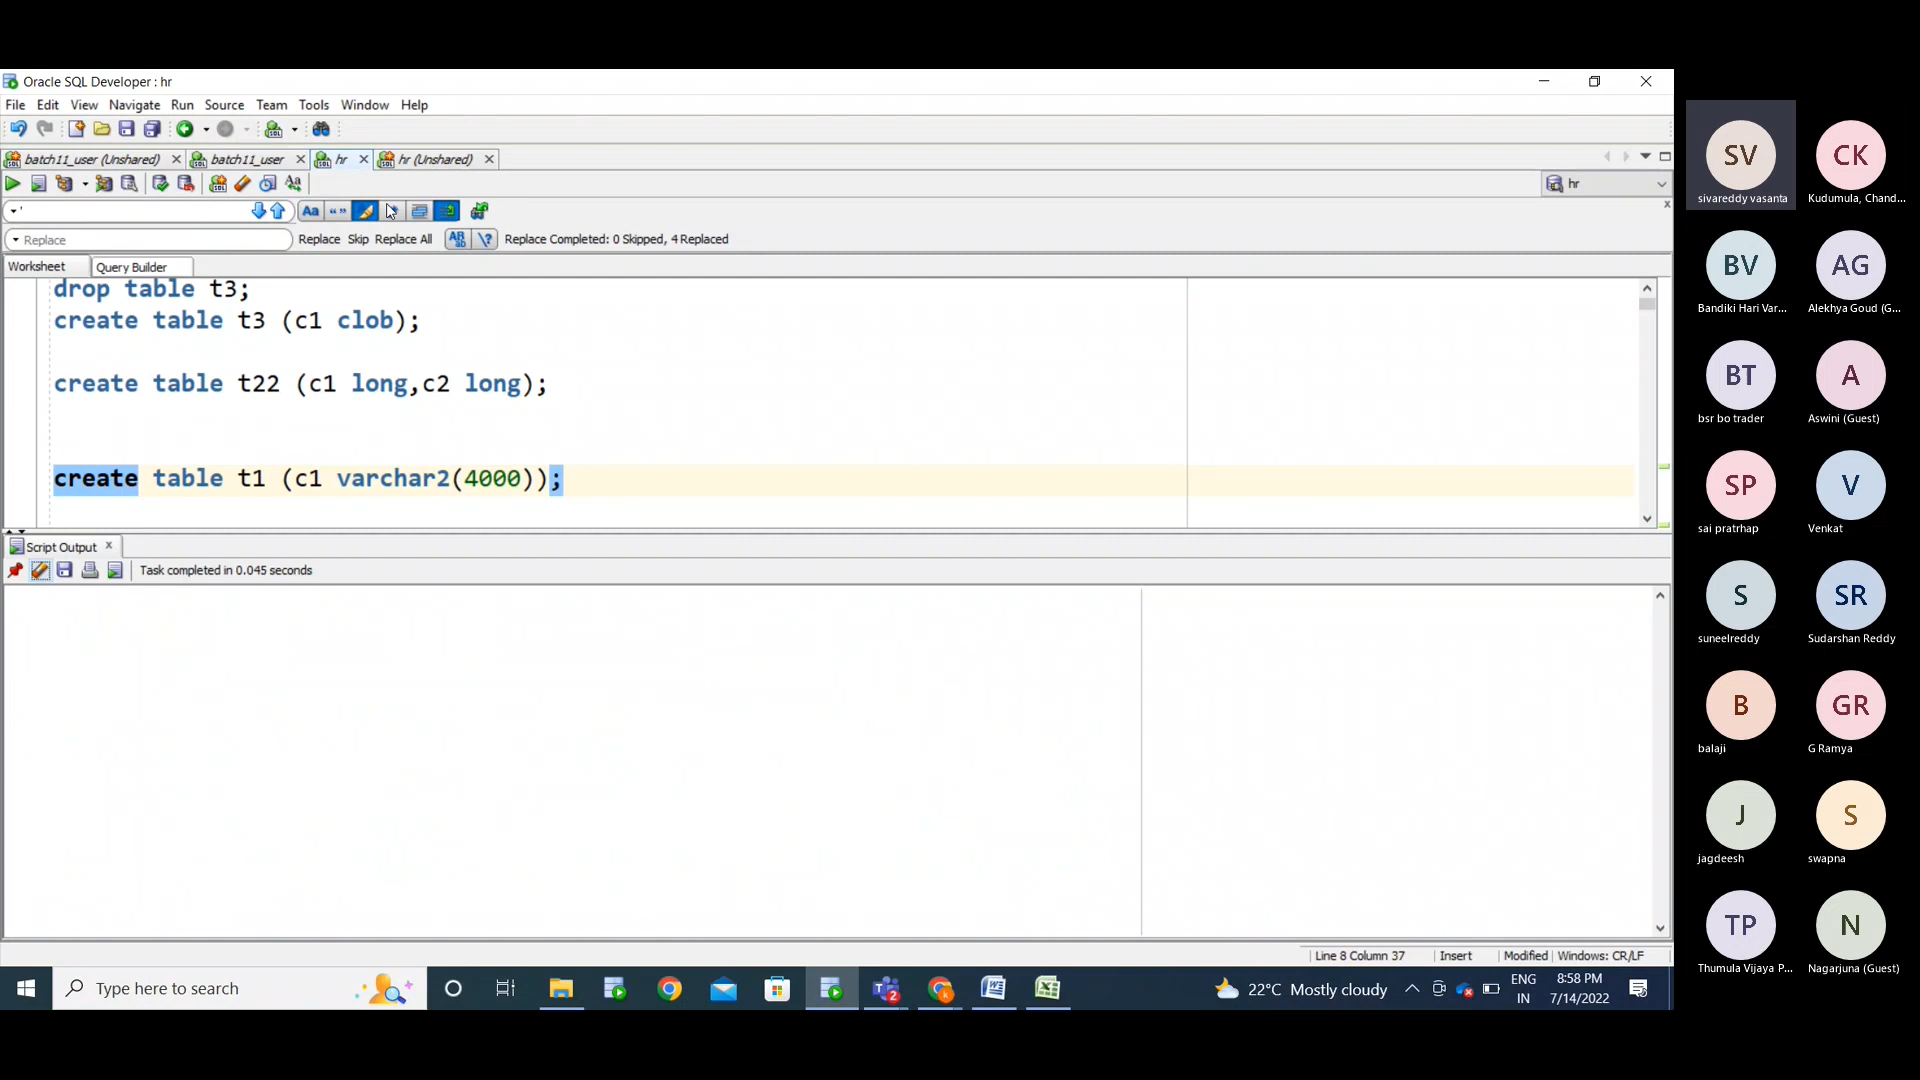 Oracle SQL Developer : hr
File Edit View Navigate Run Source Team Tools Window Help
batch11_user (Unshared) batch11_user hr hr (Unshared)
hr
'
Replace Replace Skip Replace All Replace Completed: 0 Skipped, 4 Replaced
Worksheet Query Builder
drop table t3;
create table t3 (c1 clob);
create table t22 (c1 long,c2 long);
create table t1 (c1 varchar2(4000));
Script Output
Task completed in 0.045 seconds
Line 8 Column 37 Insert Modified Windows: CR/LF
Type here to search
22°C Mostly cloudy
ENG
IN
8:58 PM
7/14/2022
SV
sivareddy vasanta
CK
Kudumula, Chand...
BV
Bandiki Hari Var...
AG
Alekhya Goud (G...
BT
bsr bo trader
A
Aswini (Guest)
SP
sai pratrhap
V
Venkat
S
suneelreddy
SR
Sudarshan Reddy
B
balaji
GR
G Ramya
J
jagdeesh
S
swapna
TP
Thumula Vijaya P...
N
Nagarjuna (Guest)